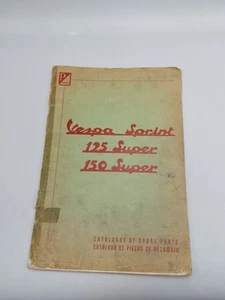 Vespa Sprint
125 Super
150 Super
CATALOGUE OF SPARE PARTS
CATALOGO DE PIEZAS DE RECAMBIO